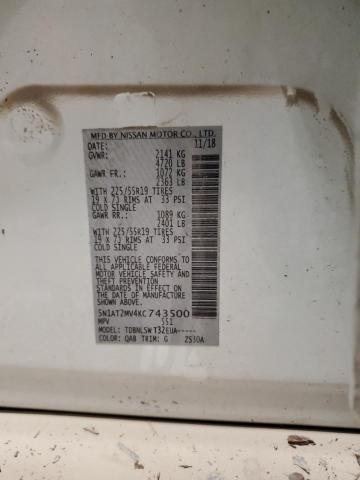 MFD BY NISSAN MOTOR CO., LTD.
DATE: 11/18
GVWR: 2141 KG
4720 LB
GAWR FR.: 1072 KG
2363 LB
WITH 225/55R19 TIRES
19 X 7J RIMS AT 33 PSI
COLD SINGLE
GAWR RR.: 1089 KG
2401 LB
WITH 225/55R19 TIRES
19 X 7J RIMS AT 33 PSI
COLD SINGLE
THIS VEHICLE CONFORMS TO ALL
APPLICABLE FEDERAL MOTOR
VEHICLE SAFETY AND BUMPER
STANDARDS IN EFFECT ON THE DATE
OF MANUFACTURE SHOWN ABOVE.
5N1AT2MV4KC743500
MPV 551
MODEL: TDBNLSW T32EUA-----
COLOR: QAB TRIM: G ZS30A